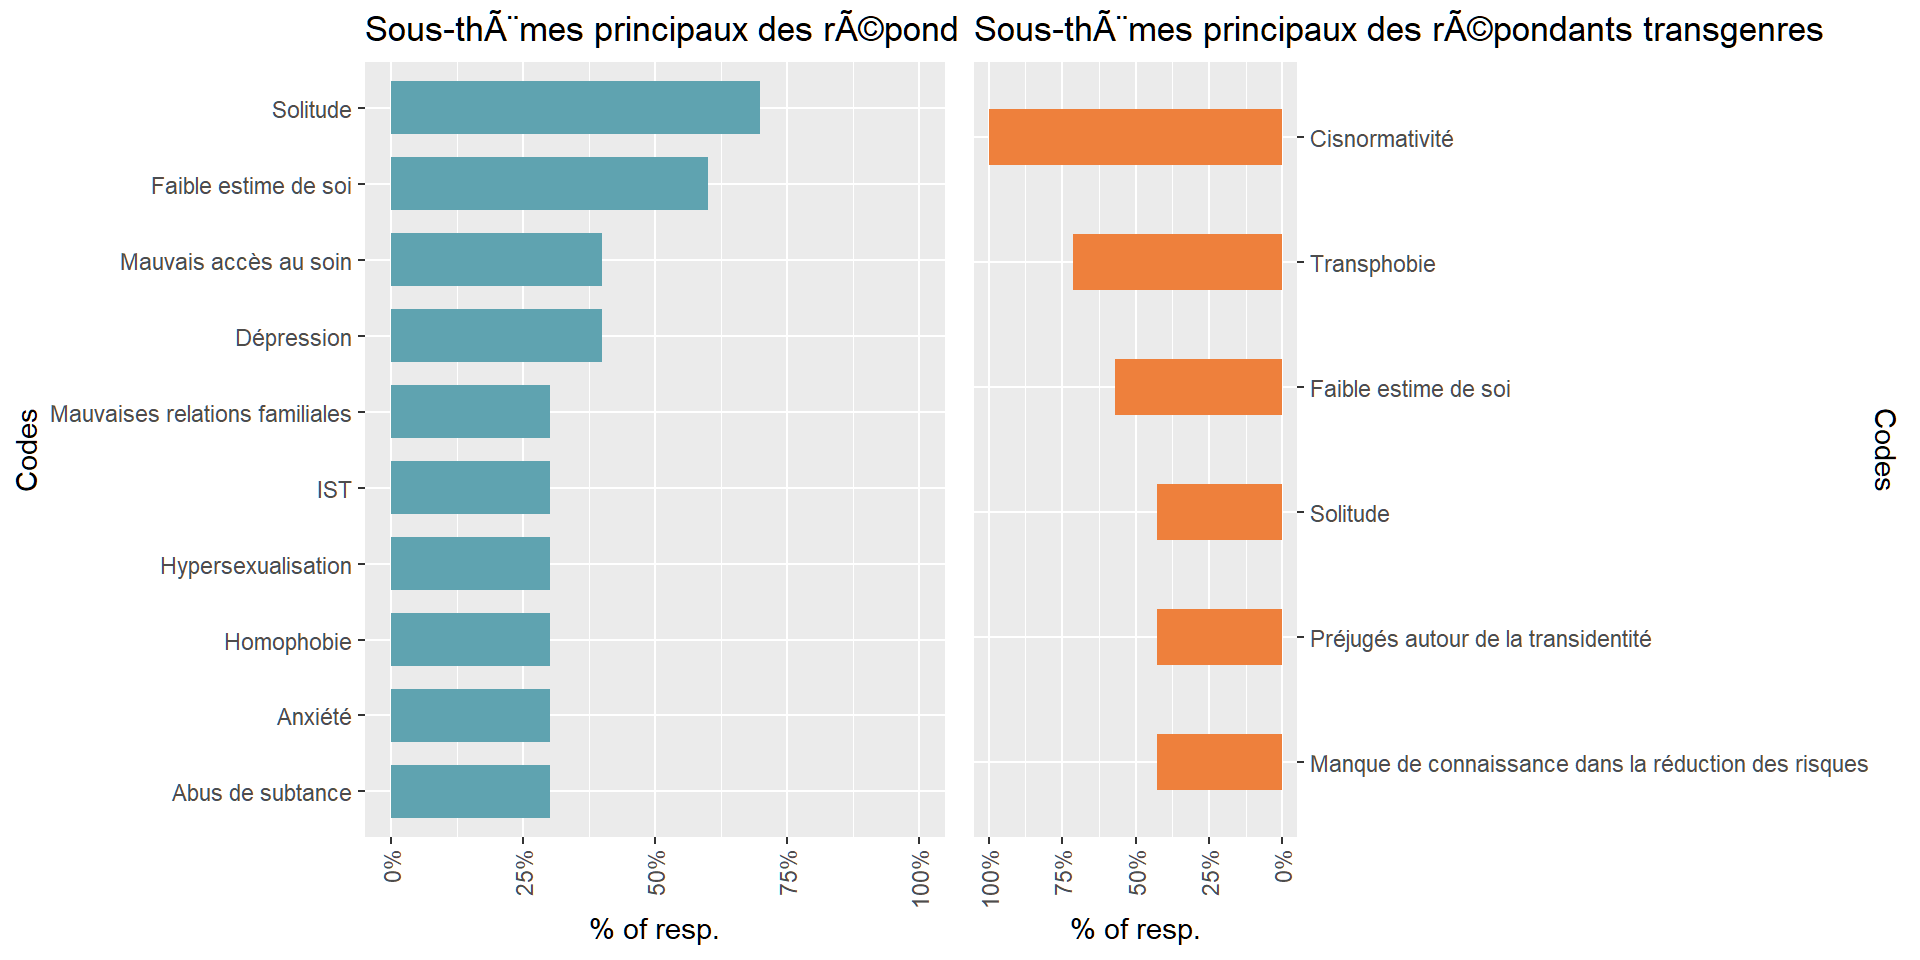 Sous-thÃ¨mes principaux des rÃ©pond
Codes
Solitude
Faible estime de soi
Mauvais accès au soin
Dépression
Mauvaises relations familiales
IST
Hypersexualisation
Homophobie
Anxiété
Abus de subtance
0%
25%
50%
75%
100%
% of resp.
Sous-thÃ¨mes principaux des rÃ©pondants transgenres
Cisnormativité
Transphobie
Faible estime de soi
Solitude
Préjugés autour de la transidentité
Manque de connaissance dans la réduction des risques
Codes
100%
75%
50%
25%
0%
% of resp.